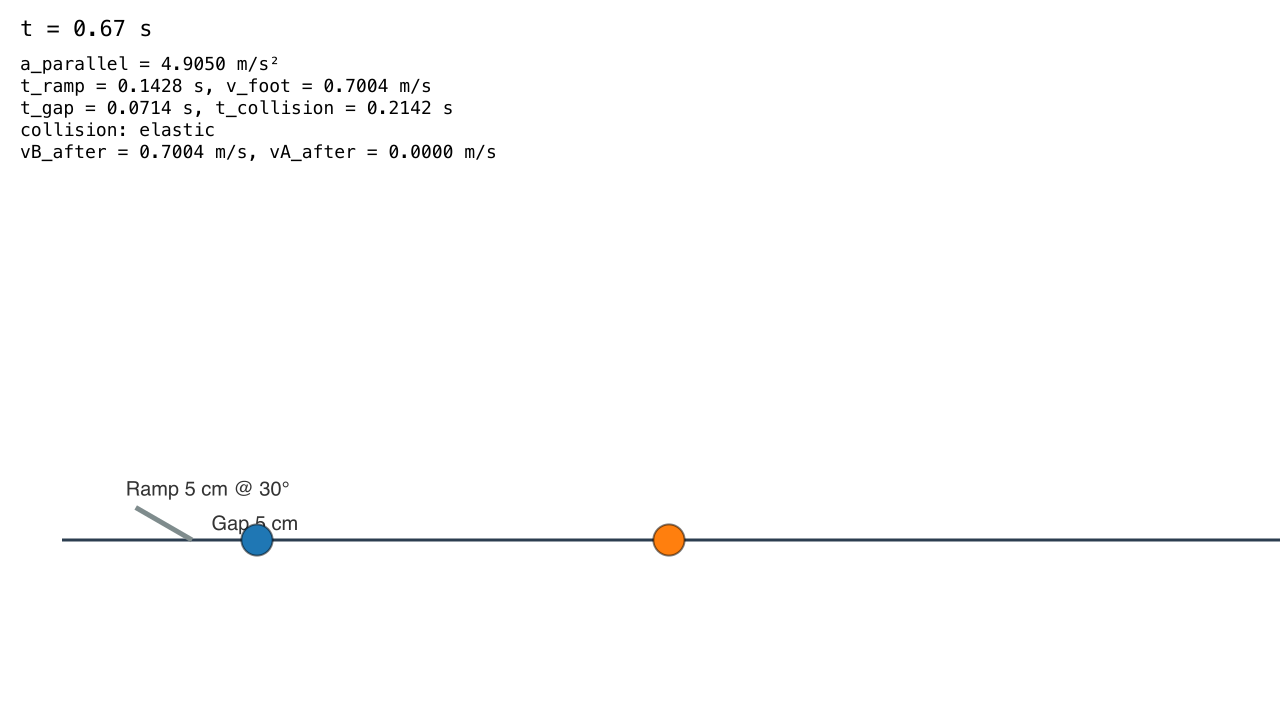 t = 0.67 s
a_parallel = 4.9050 m/s²
t_ramp = 0.1428 s, v_foot = 0.7004 m/s
t_gap = 0.0714 s, t_collision = 0.2142 s
collision: elastic
vB_after = 0.7004 m/s, vA_after = 0.0000 m/s
Ramp 5 cm @ 30°
Gap 5 cm